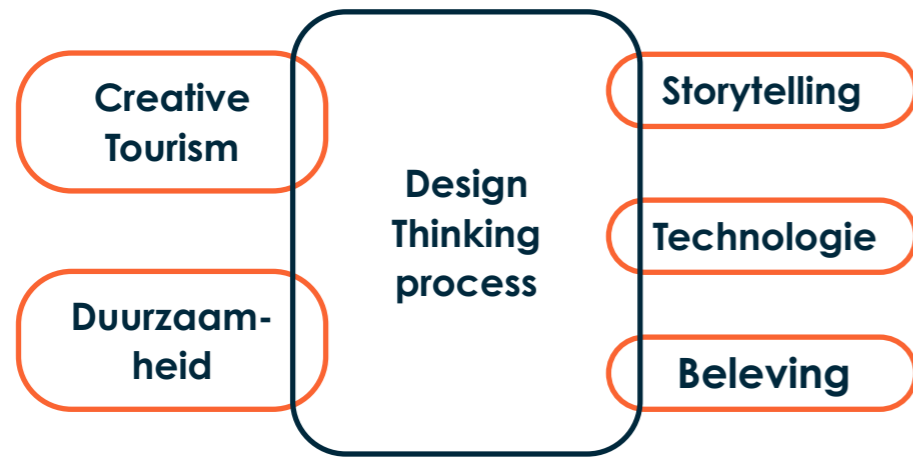 Creative
Tourism
Duurzaam-
heid
Design
Thinking
process
Storytelling
Technologie
Beleving